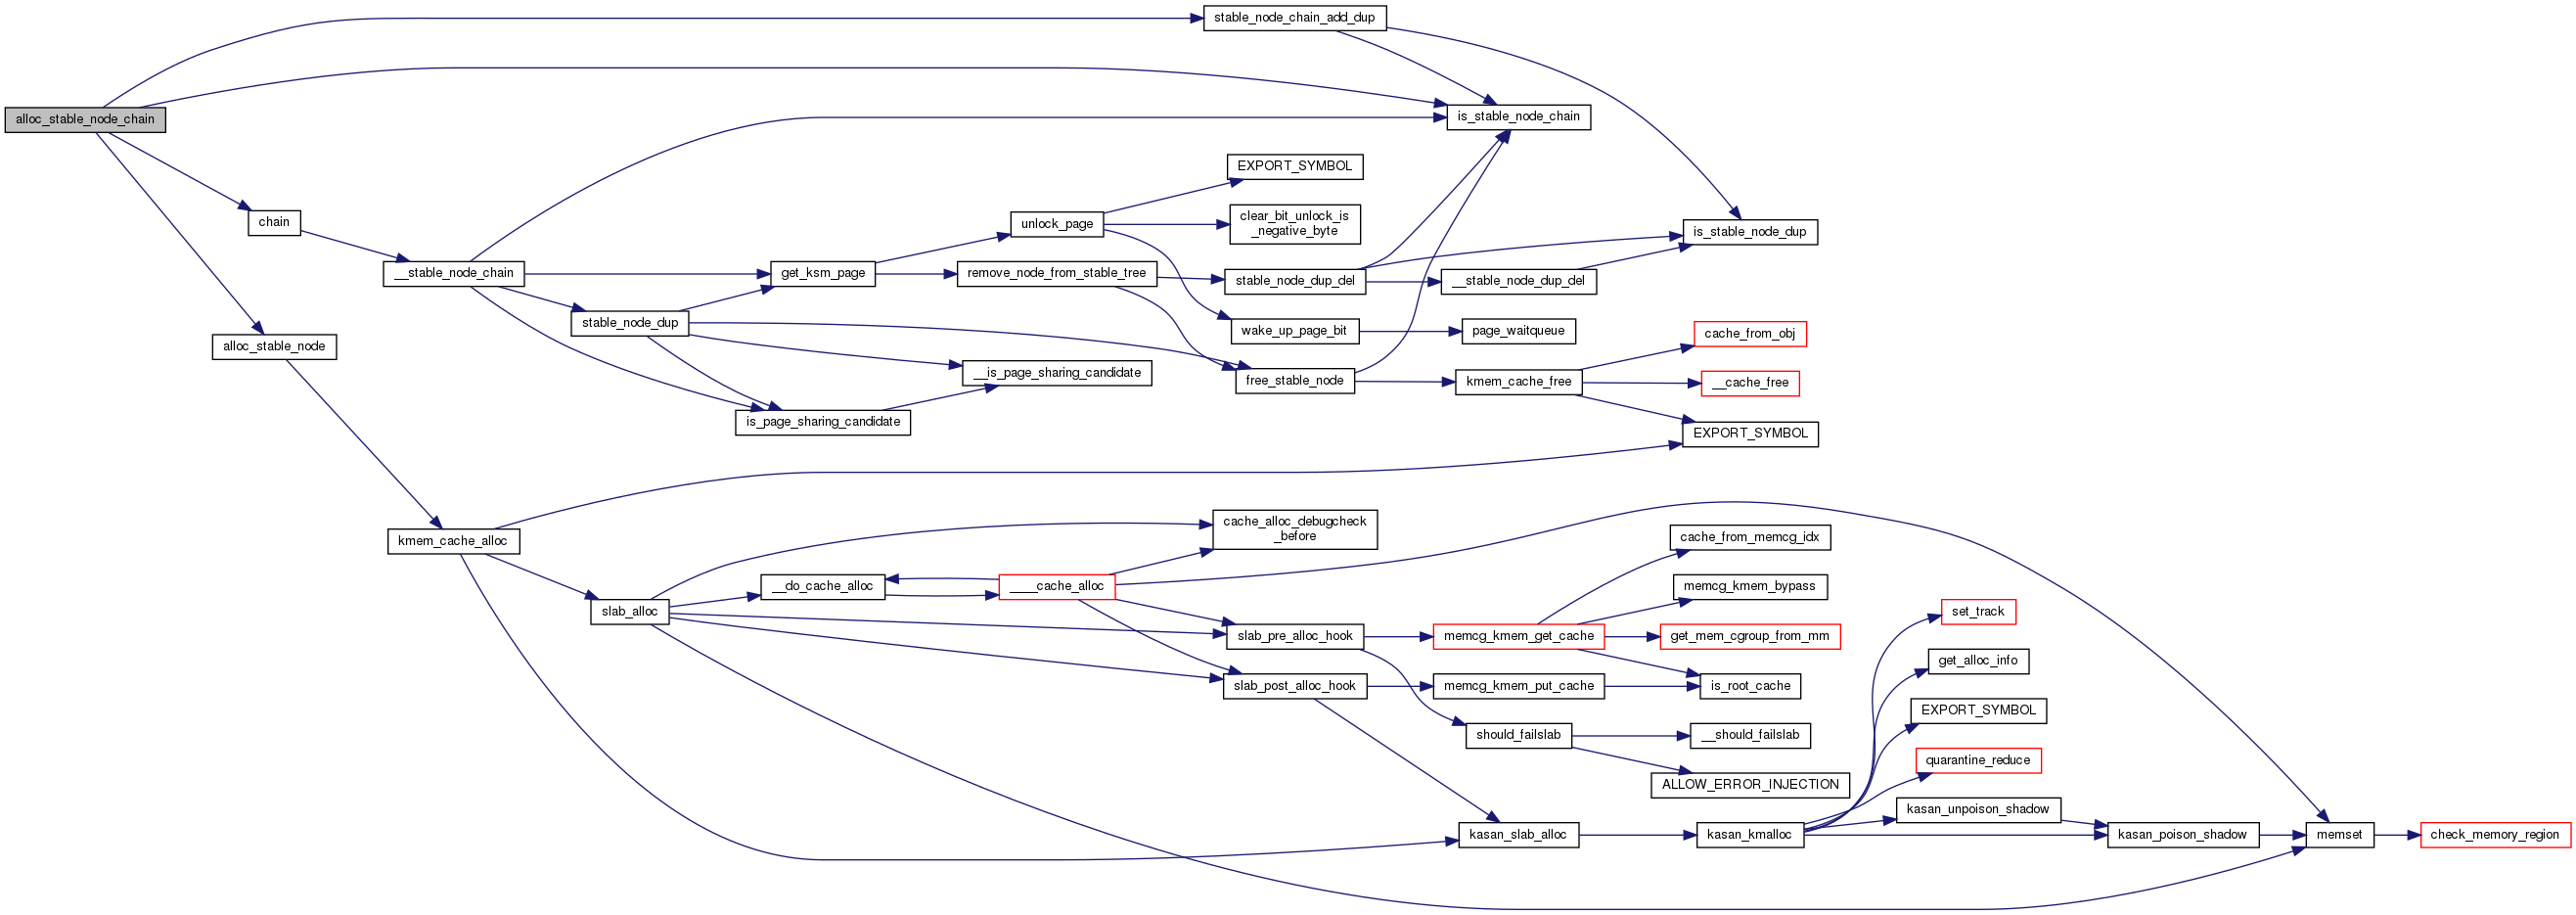 stable_node_chain_add_dup
alloc_stable_node_chain
is_stable_node_chain
EXPORT_SYMBOL
chain
unlock_page
clear_bit_unlock_is
_negative_byte
is_stable_node_dup
__stable_node_chain
get_ksm_page
remove_node_from_stable_tree
stable_node_dup_del
__stable_node_dup_del
stable_node_dup
wake_up_page_bit
page_waitqueue
cache_from_obj
alloc_stable_node
__is_page_sharing_candidate
free_stable_node
kmem_cache_free
__cache_free
is_page_sharing_candidate
EXPORT_SYMBOL
kmem_cache_alloc
cache_alloc_debugcheck
_before
cache_from_memcg_idx
__do_cache_alloc
____cache_alloc
memcg_kmem_bypass
slab_alloc
set_track
slab_pre_alloc_hook
memcg_kmem_get_cache
get_mem_cgroup_from_mm
get_alloc_info
slab_post_alloc_hook
memcg_kmem_put_cache
is_root_cache
EXPORT_SYMBOL
should_failslab
__should_failslab
quarantine_reduce
ALLOW_ERROR_INJECTION
kasan_unpoison_shadow
kasan_slab_alloc
kasan_kmalloc
kasan_poison_shadow
memset
check_memory_region